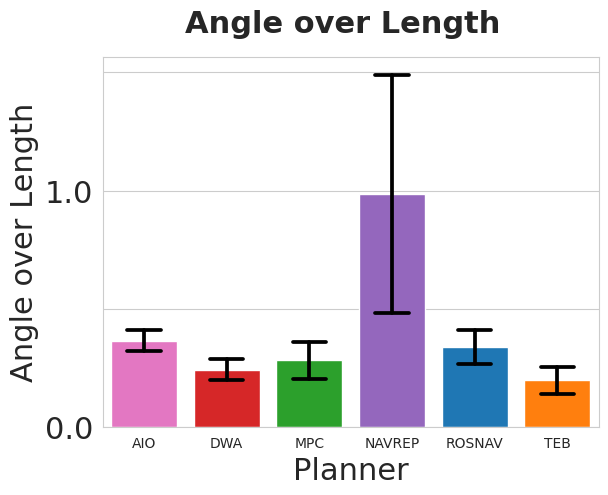 Angle over Length
Angle over Length
1.0
0.0
AIO DWA MPC NAVREP ROSNAV TEB
Planner